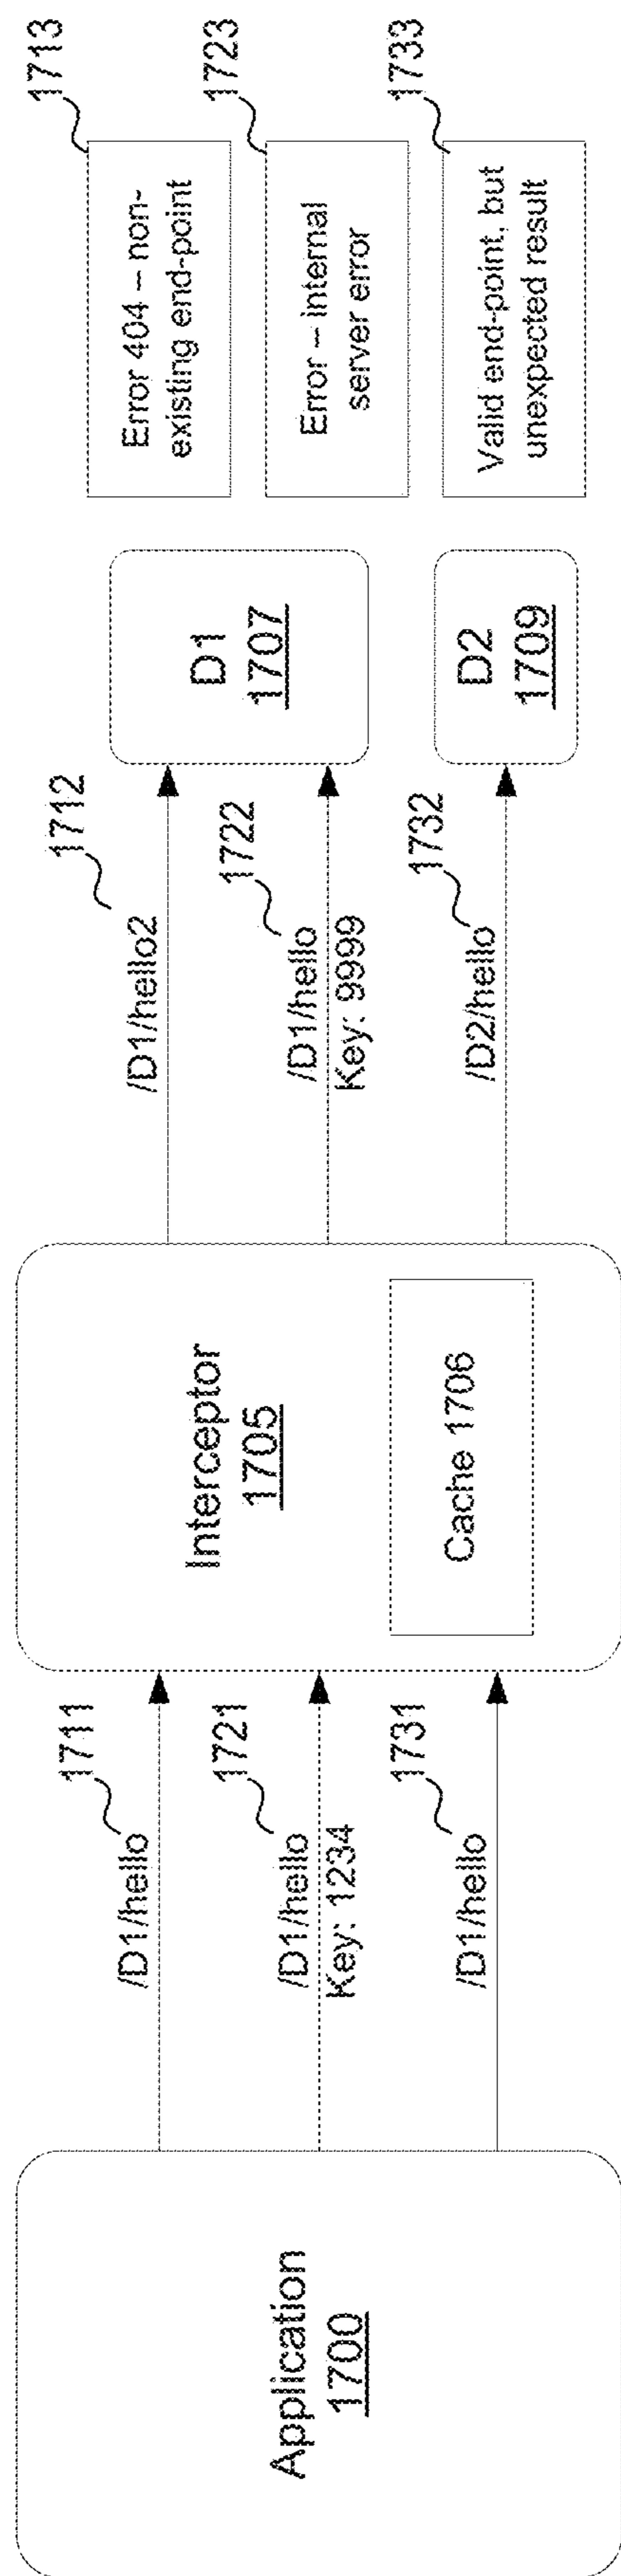 Application
1700
/D1/hello
1711
/D1/hello
Key: 1234
1721
/D1/hello
1731
Interceptor
1705
Cache 1706
/D1/hello2
1712
/D1/hello
Key: 9999
1722
/D2/hello
1732
D1
1707
D2
1709
Error 404 – non-
existing end-point
1713
Error – internal
server error
1723
Valid end-point, but
unexpected result
1733